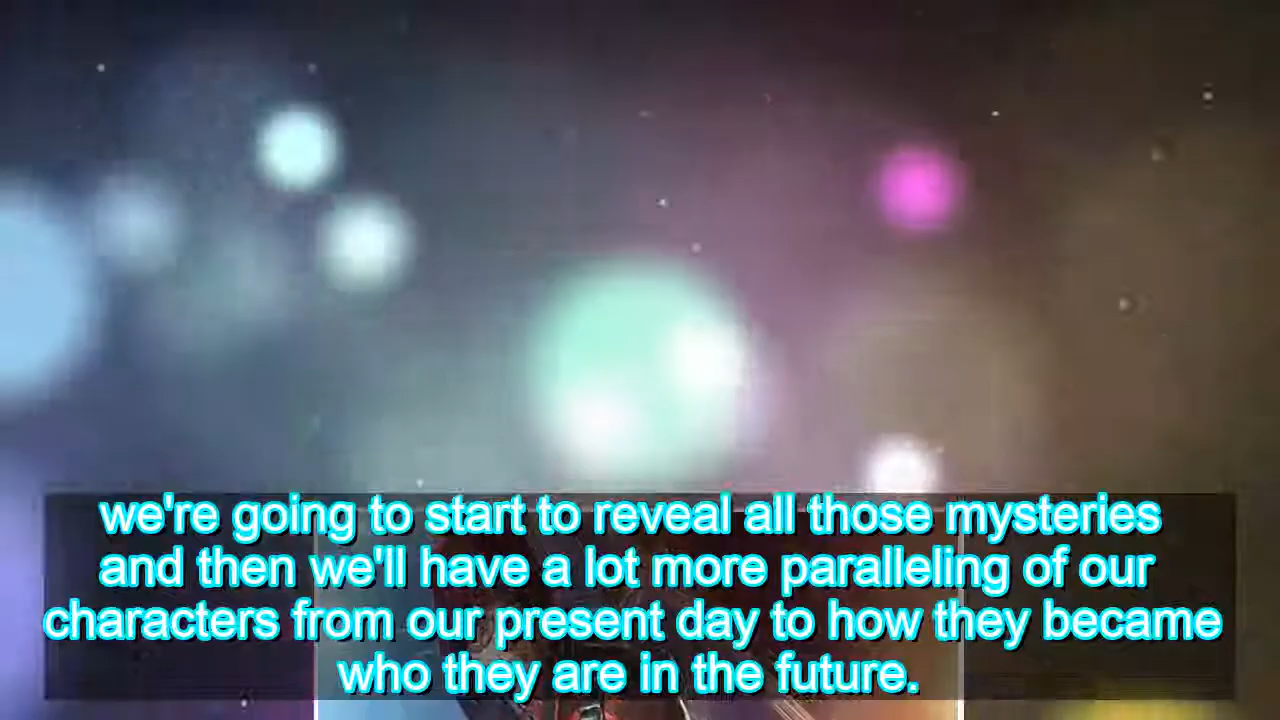 we're going to start to reveal all those mysteries
and then we'll have a lot more paralleling of our
characters from our present day to how they became
who they are in the future.